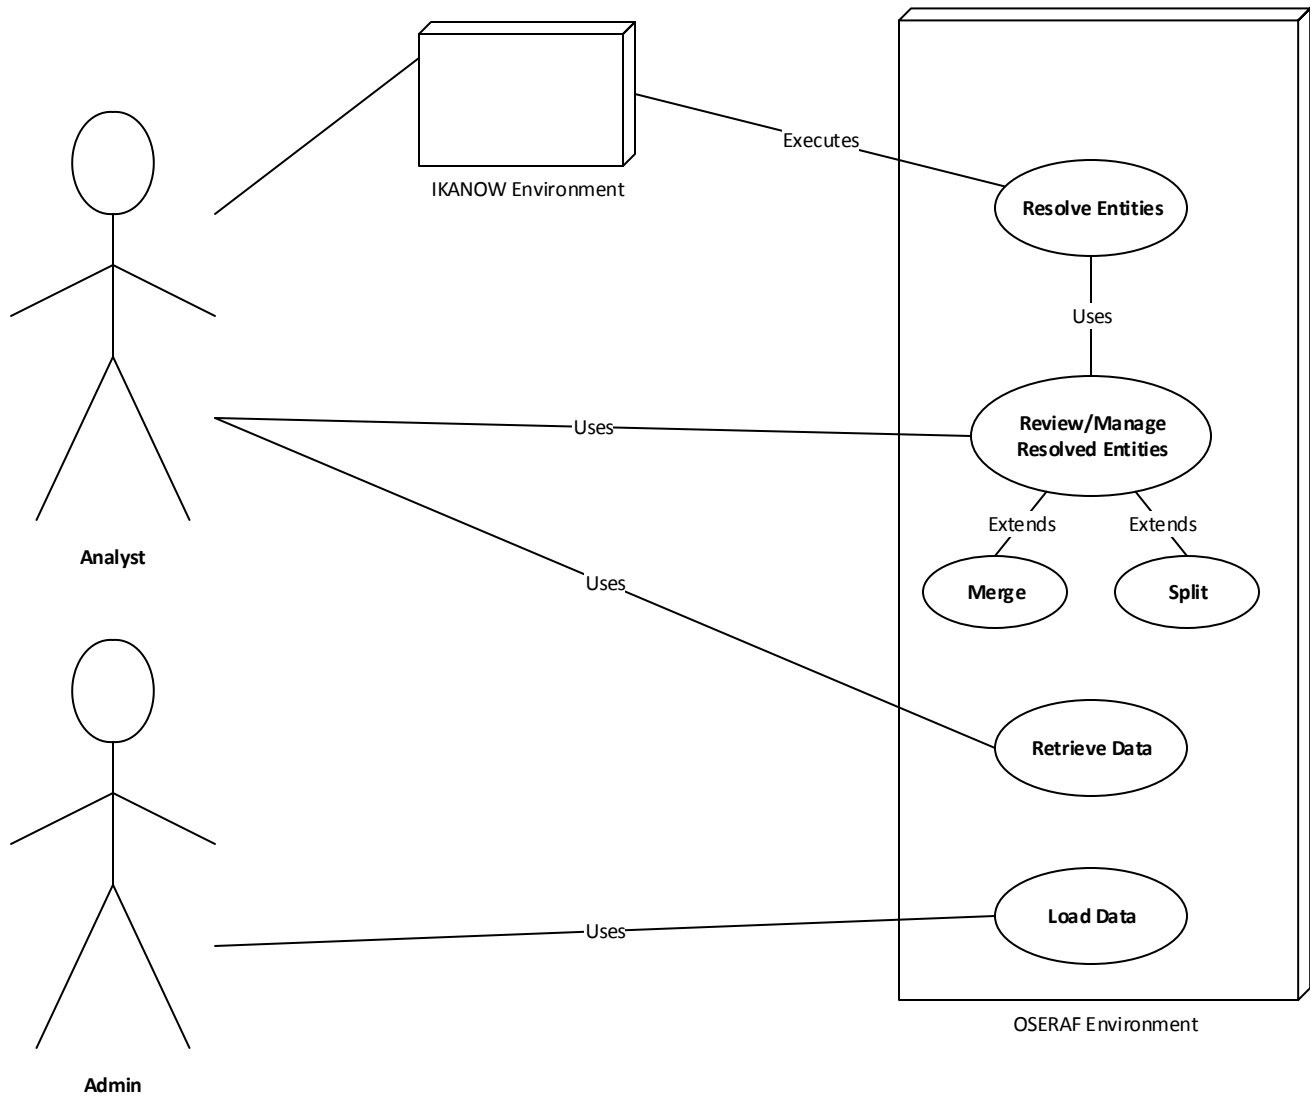 Executes
IKANOW Environment
Resolve Entities
Uses
Uses
Review/Manage
Resolved Entities
Extends
Extends
Analyst
Uses
Merge
Split
Retrieve Data
Uses
Load Data
OSERAF Environment
Admin